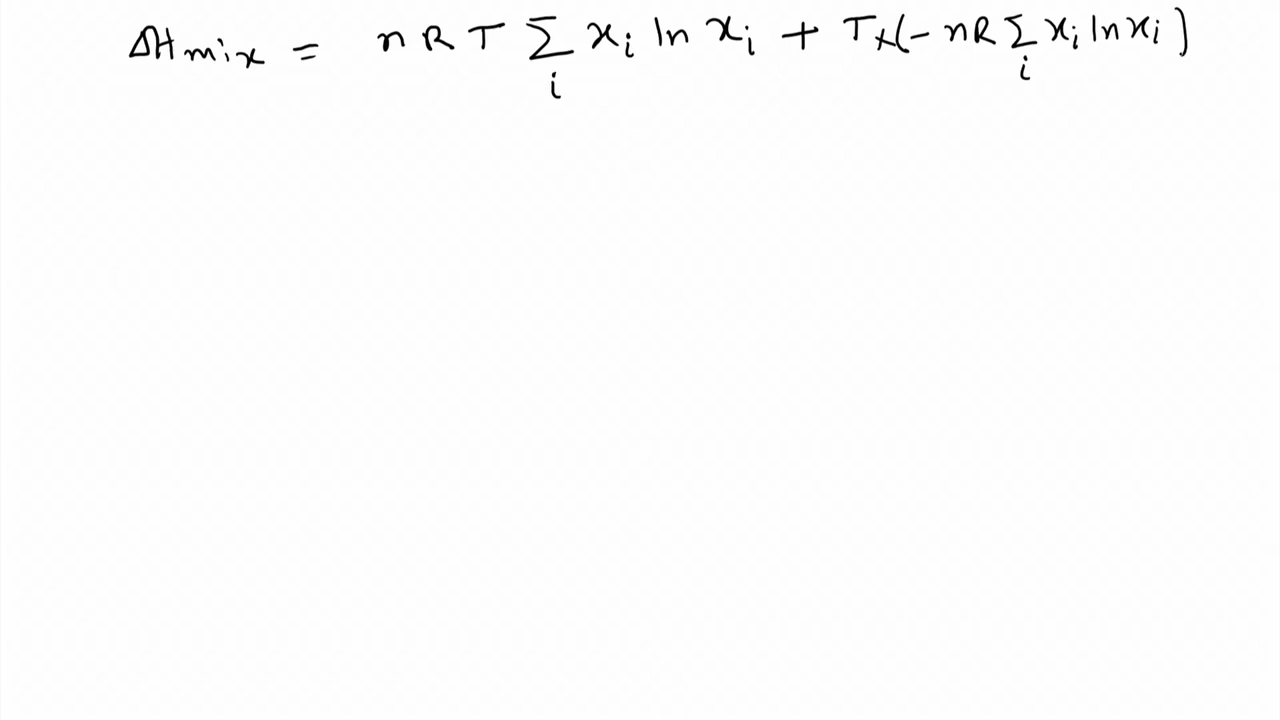 ΔHmix = nRT Σ xi ln xi + T×(- nR Σ xi ln xi)
i i